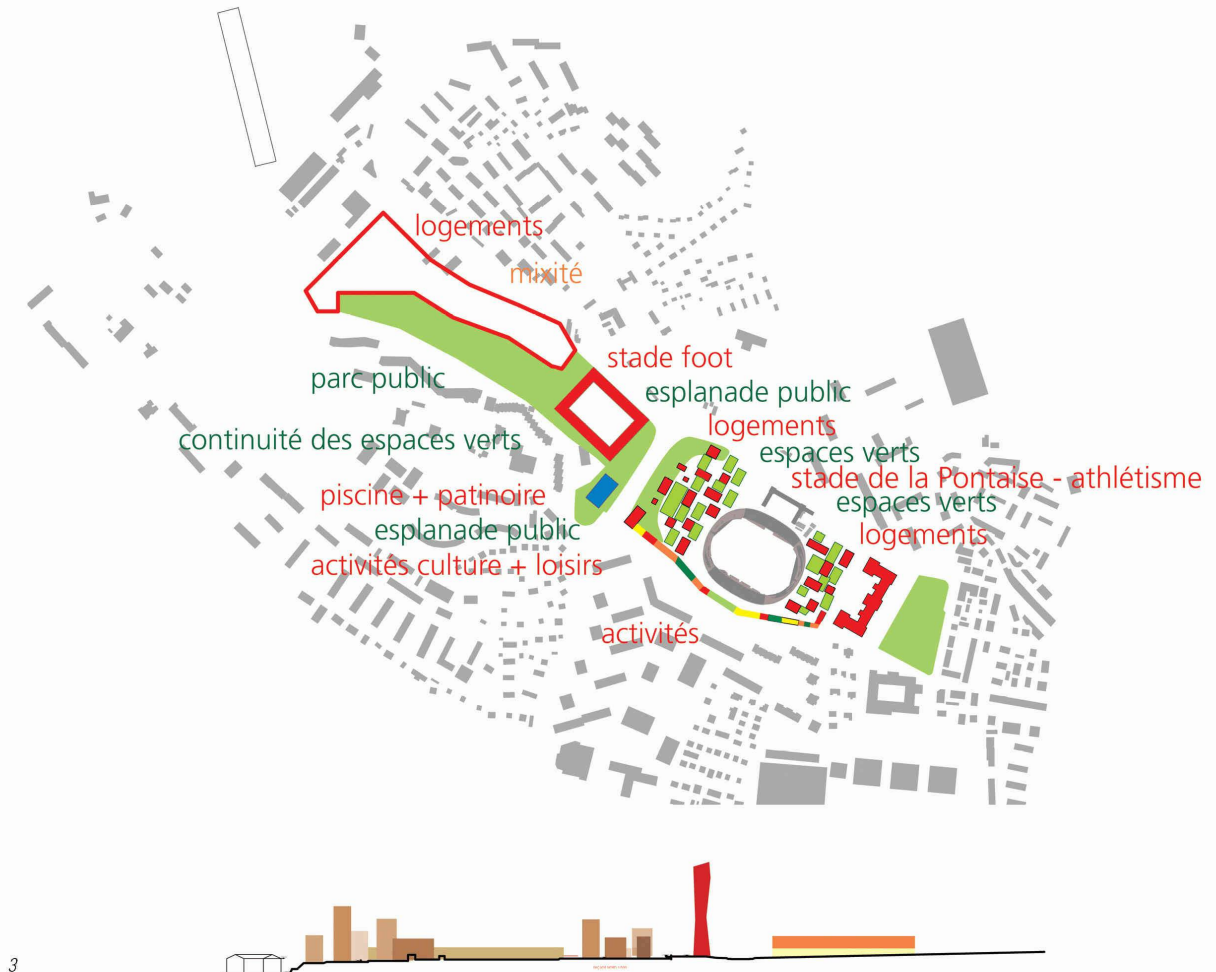 logements
mixité
stade foot
parc public
esplanade public
logements
continuité des espaces verts
espaces verts
stade de la Pontaise - athlétisme
piscine + patinoire
espaces verts
esplanade public
logements
activités culture + loisirs
activités
3